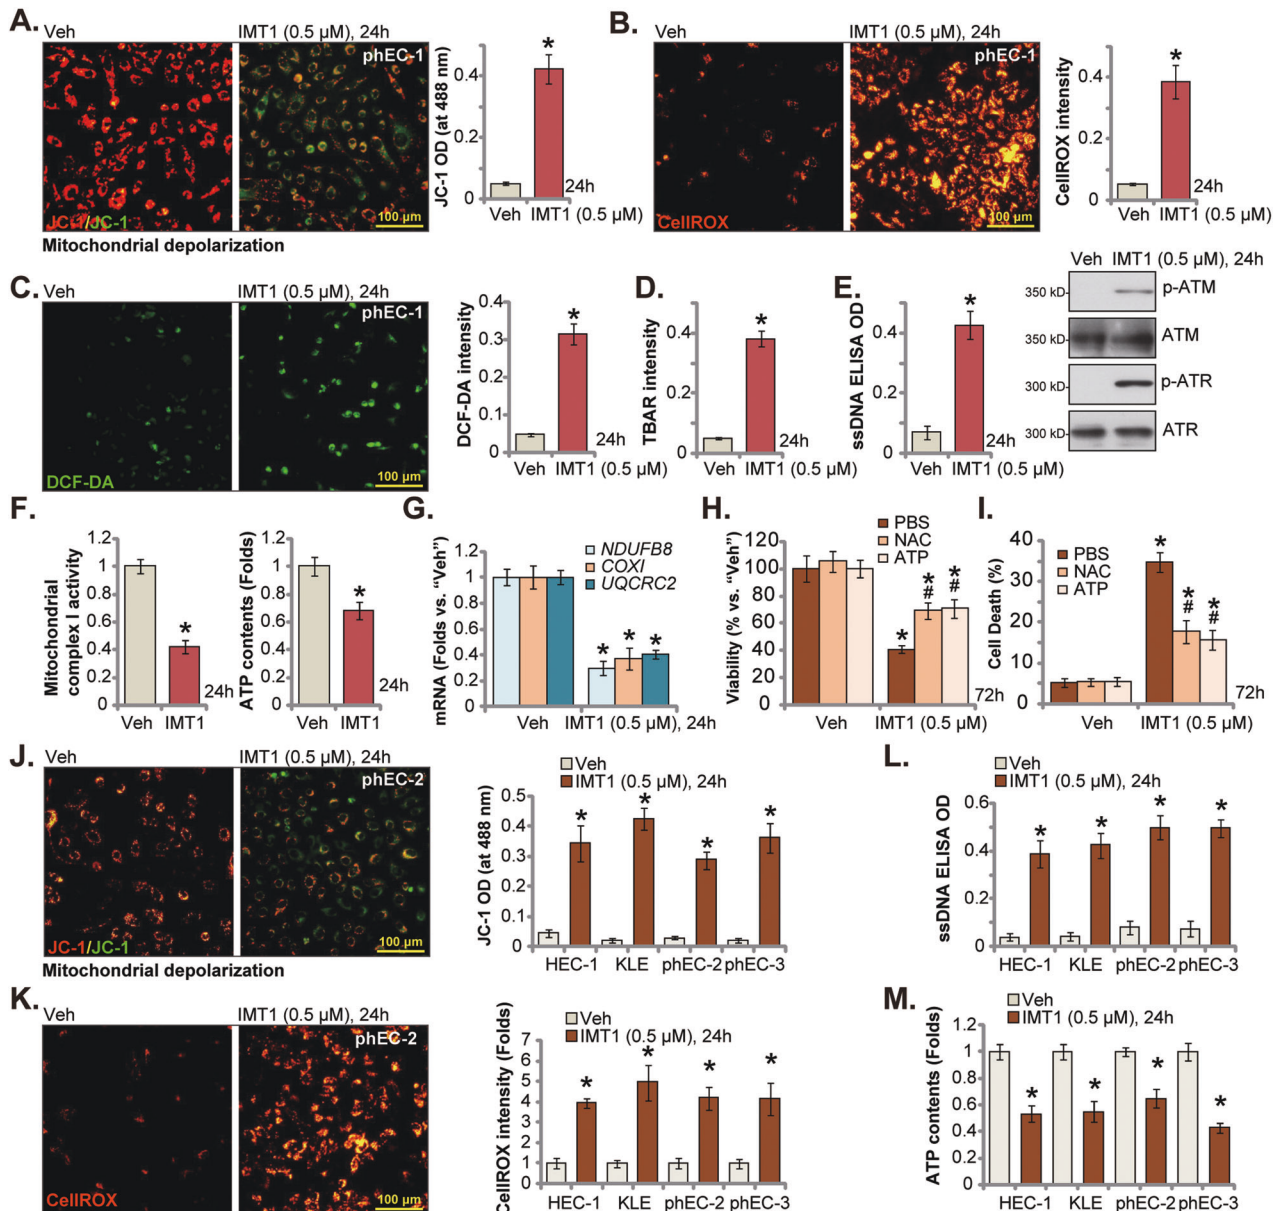 A.
Veh
IMT1 (0.5 µM), 24h
phEC-1
JC-1/JC-1
100 µm
Mitochondrial depolarization
JC-1 OD (at 488 nm)
0.4
0.2
0
24h
Veh
IMT1 (0.5 µM)
B.
Veh
IMT1 (0.5 µM), 24h
phEC-1
CellROX
100 µm
CellROX intensity
0.4
0.2
0
24h
Veh
IMT1 (0.5 µM)
*
*
C.
Veh
IMT1 (0.5 µM), 24h
phEC-1
DCF-DA
100 µm
DCF-DA intensity
0.4
0.3
0.2
0.1
0
*
24h
Veh
IMT1 (0.5 µM)
D.
TBAR intensity
0.4
0.2
0
*
24h
Veh
IMT1 (0.5 µM)
E.
ssDNA ELISA OD
0.4
0.2
0
*
24h
Veh
IMT1 (0.5 µM)
Veh
IMT1 (0.5 µM), 24h
350 kD-
p-ATM
350 kD-
ATM
300 kD-
p-ATR
300 kD-
ATR
F.
Mitochondrial
complex I activity
1.2
1
0.8
0.6
0.4
0.2
0
*
24h
Veh
IMT1
ATP contents (Folds)
1.2
1
0.8
0.6
0.4
0.2
0
*
24h
Veh
IMT1
G.
mRNA (Folds vs. “Veh”)
1.2
1
0.8
0.6
0.4
0.2
0
NDUFB8
COXI
UQCRC2
* * *
Veh
IMT1 (0.5 µM), 24h
H.
PBS
NAC
ATP
Viability (% vs. “Veh”)
120
100
80
60
40
20
0
*
*
#
*
#
72h
Veh
IMT1 (0.5 µM)
I.
PBS
NAC
ATP
Cell Death (%)
40
30
20
10
0
*
*
#
*
#
72h
Veh
IMT1 (0.5 µM)
J.
Veh
IMT1 (0.5 µM), 24h
phEC-2
JC-1/JC-1
100 µm
Mitochondrial depolarization
Veh
IMT1 (0.5 µM), 24h
JC-1 OD (at 488 nm)
0.5
0.4
0.3
0.2
0.1
0
* * * *
HEC-1 KLE phEC-2 phEC-3
L.
Veh
IMT1 (0.5 µM), 24h
ssDNA ELISA OD
0.6
0.4
0.2
0
* * * *
HEC-1 KLE phEC-2 phEC-3
K.
Veh
IMT1 (0.5 µM), 24h
phEC-2
CellROX
100 µm
Veh
IMT1 (0.5 µM), 24h
CellROX intensity (Folds)
7
6
5
4
3
2
1
0
* * * *
HEC-1 KLE phEC-2 phEC-3
M.
Veh
IMT1 (0.5 µM), 24h
ATP contents (Folds)
1.2
1
0.8
0.6
0.4
0.2
0
* * * *
HEC-1 KLE phEC-2 phEC-3